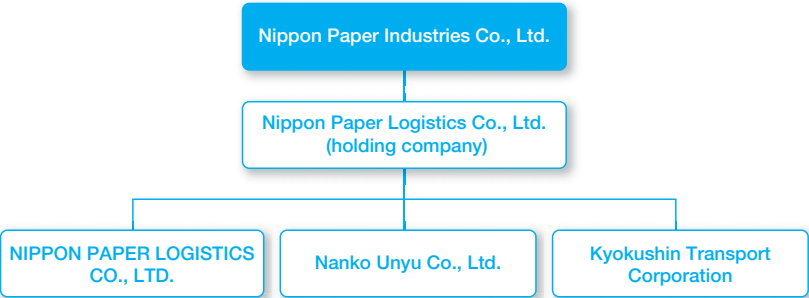 Nippon Paper Industries Co., Ltd.
Nippon Paper Logistics Co., Ltd.
(holding company)
NIPPON PAPER LOGISTICS
CO., LTD.
Nanko Unyu Co., Ltd.
Kyokushin Transport
Corporation